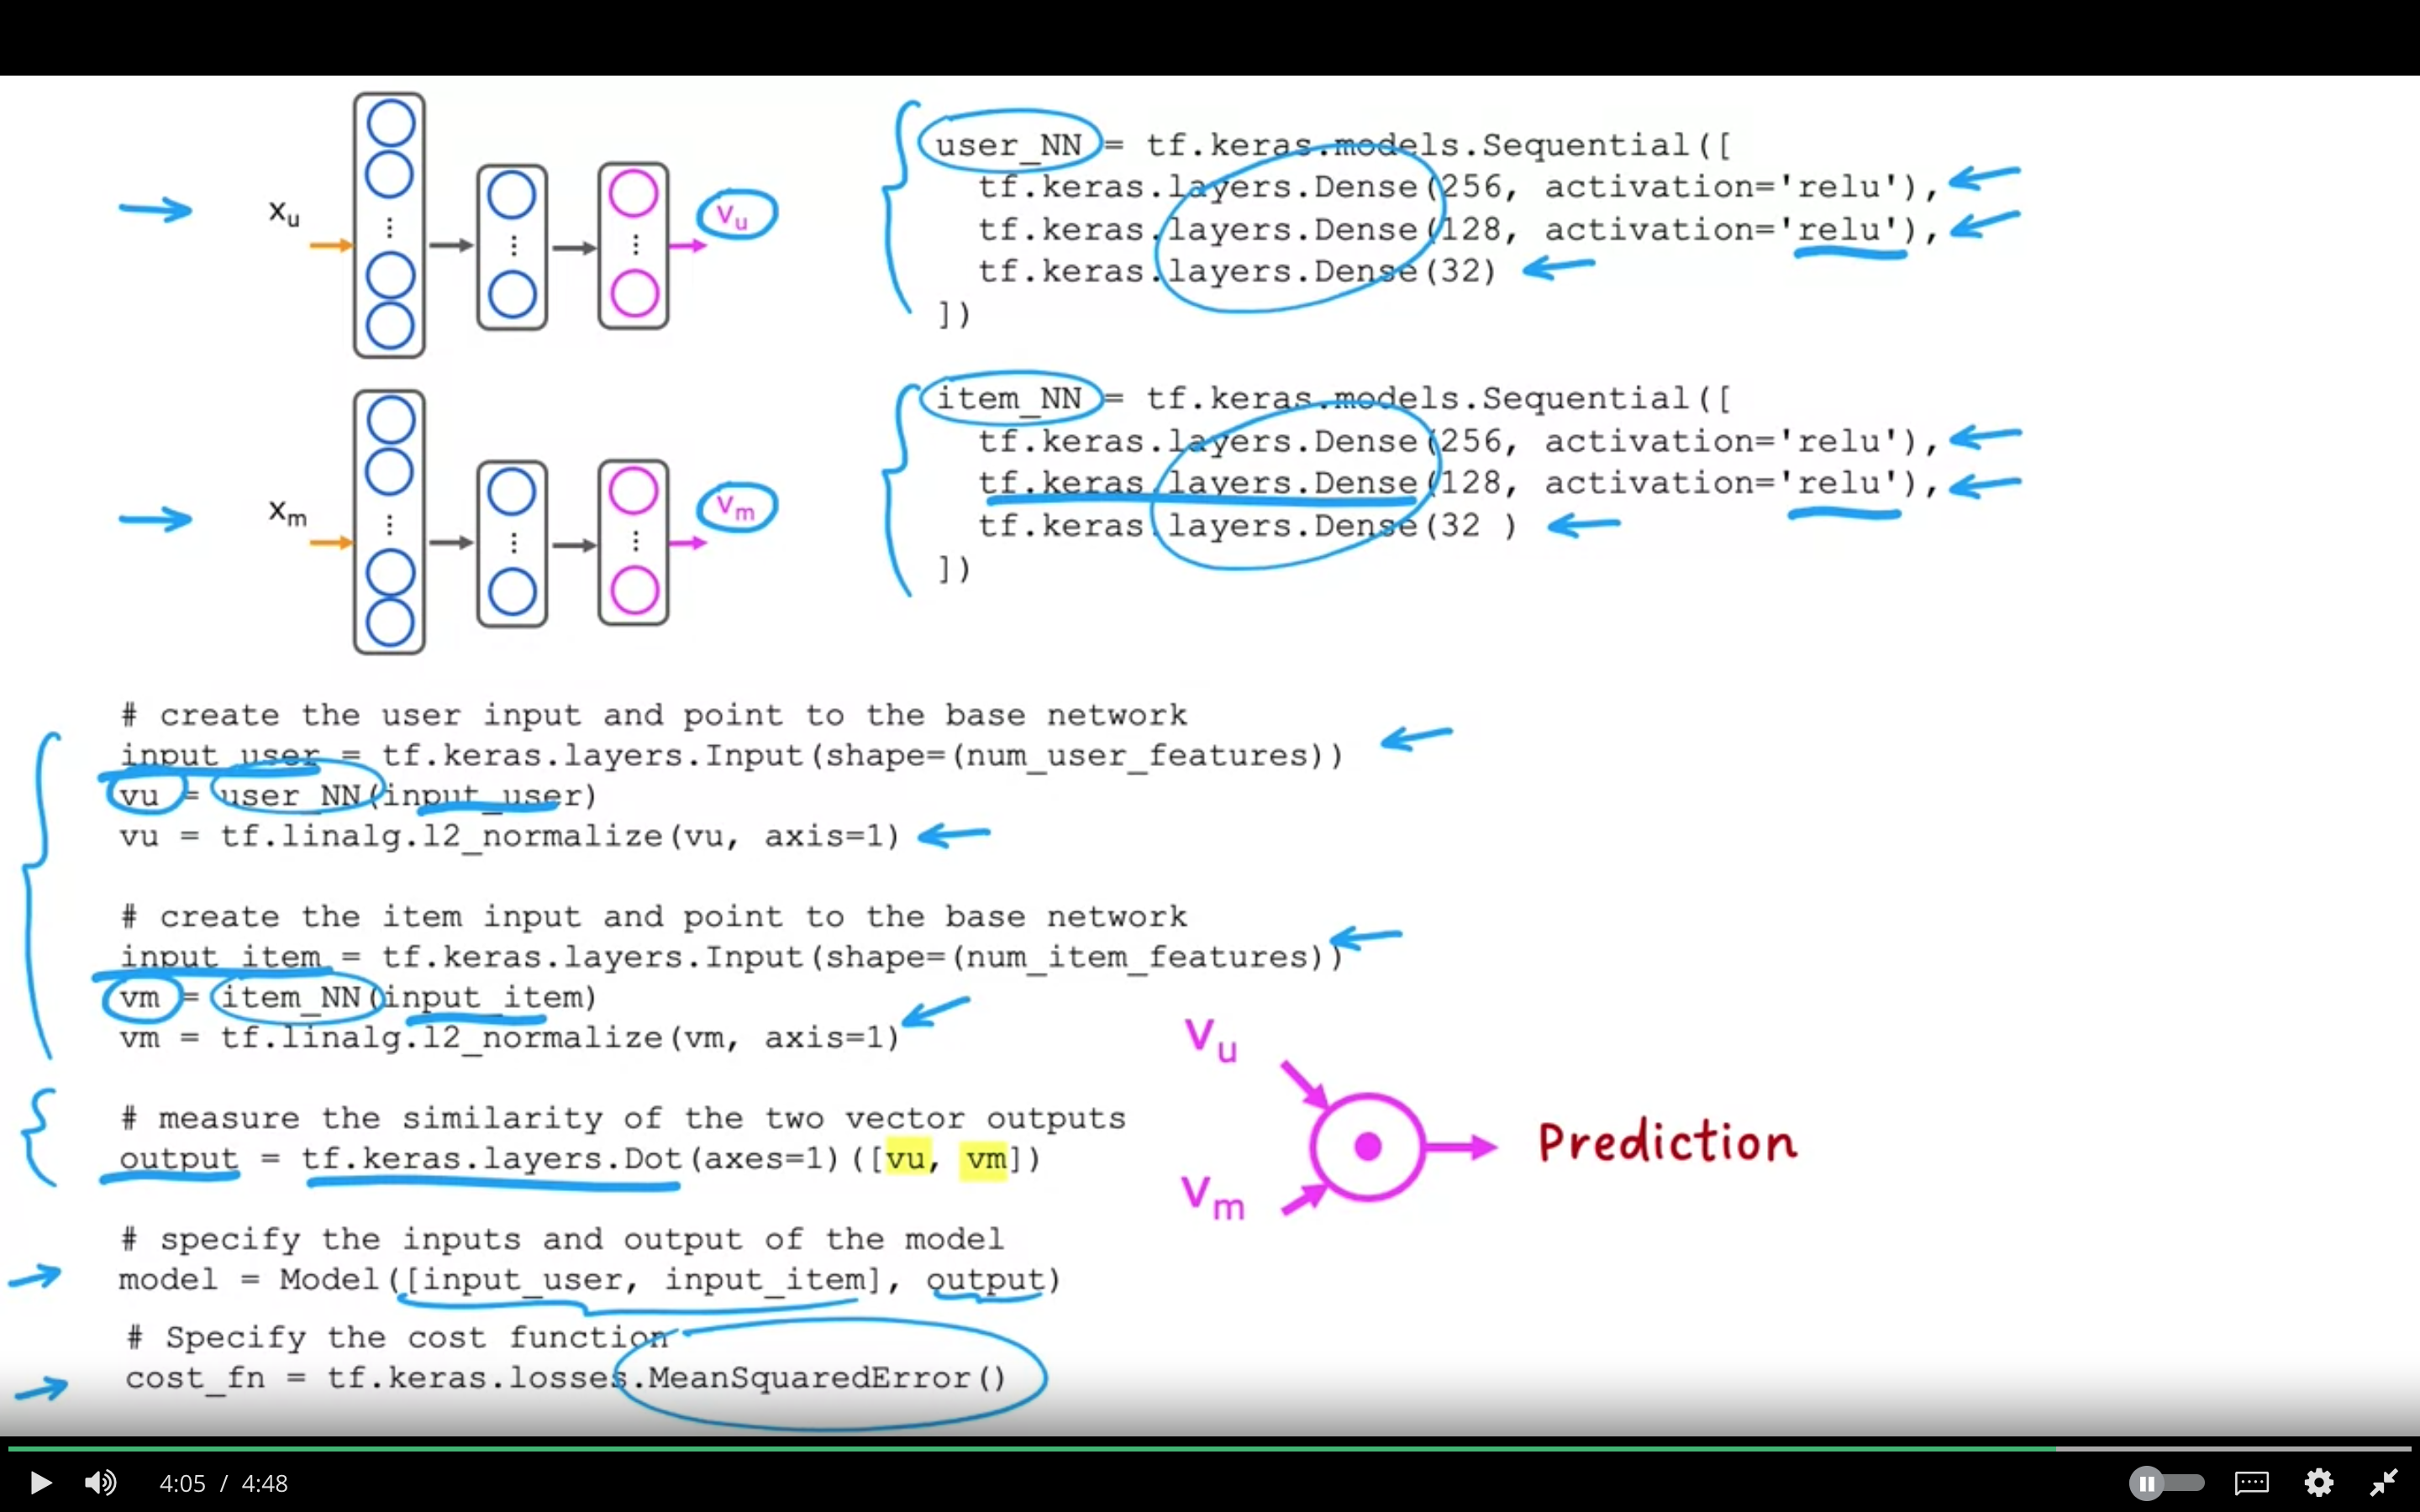 xu
vu
user_NN = tf.keras.models.Sequential([
  tf.keras.layers.Dense(256, activation='relu'),
  tf.keras.layers.Dense(128, activation='relu'),
  tf.keras.layers.Dense(32)
])
xm
vm
item_NN = tf.keras.models.Sequential([
  tf.keras.layers.Dense(256, activation='relu'),
  tf.keras.layers.Dense(128, activation='relu'),
  tf.keras.layers.Dense(32 )
])
# create the user input and point to the base network
input_user = tf.keras.layers.Input(shape=(num_user_features))
vu = user_NN(input_user)
vu = tf.linalg.l2_normalize(vu, axis=1)
# create the item input and point to the base network
input_item = tf.keras.layers.Input(shape=(num_item_features))
vm = item_NN(input_item)
vm = tf.linalg.l2_normalize(vm, axis=1)
# measure the similarity of the two vector outputs
output = tf.keras.layers.Dot(axes=1)([vu, vm])
vu
vm
Prediction
# specify the inputs and output of the model
model = Model([input_user, input_item], output)
# Specify the cost function
cost_fn = tf.keras.losses.MeanSquaredError()
4:05 / 4:48